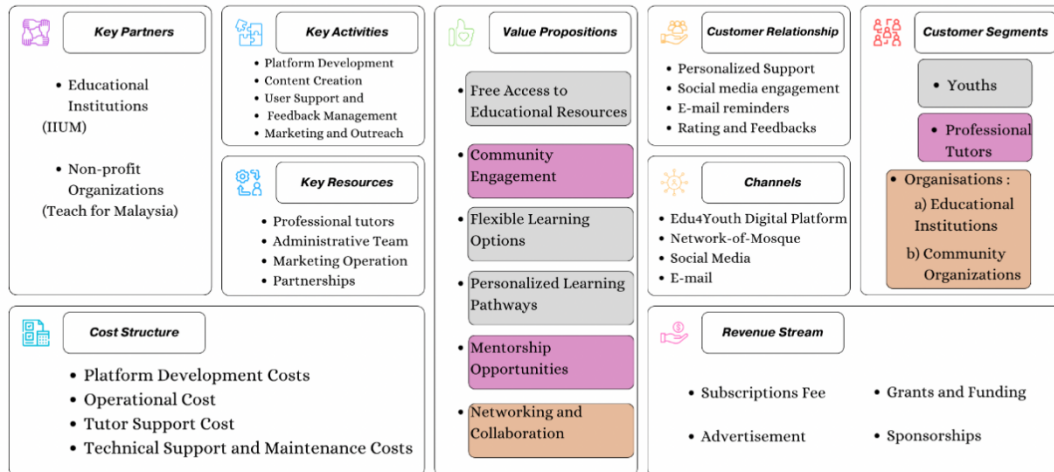 Key Partners
• Educational
Institutions
(IIUM)
• Non-profit
Organizations
(Teach for Malaysia)
Key Activities
• Platform Development
• Content Creation
• User Support and
Feedback Management
• Marketing and Outreach
Key Resources
• Professional tutors
• Administrative Team
• Marketing Operation
• Partnerships
Value Propositions
• Free Access to
Educational Resources
• Community
Engagement
• Flexible Learning
Options
• Personalized Learning
Pathways
• Mentorship
Opportunities
• Networking and
Collaboration
Customer Relationship
• Personalized Support
• Social media engagement
• E-mail reminders
• Rating and Feedbacks
Channels
• Edu4Youth Digital Platform
• Network-of-Mosque
• Social Media
• E-mail
Customer Segments
• Youths
• Professional
Tutors
• Organisations :
a) Educational
Institutions
b) Community
Organizations
Cost Structure
• Platform Development Costs
• Operational Cost
• Tutor Support Cost
• Technical Support and Maintenance Costs
Revenue Stream
• Subscriptions Fee
• Grants and Funding
• Advertisement
• Sponsorships